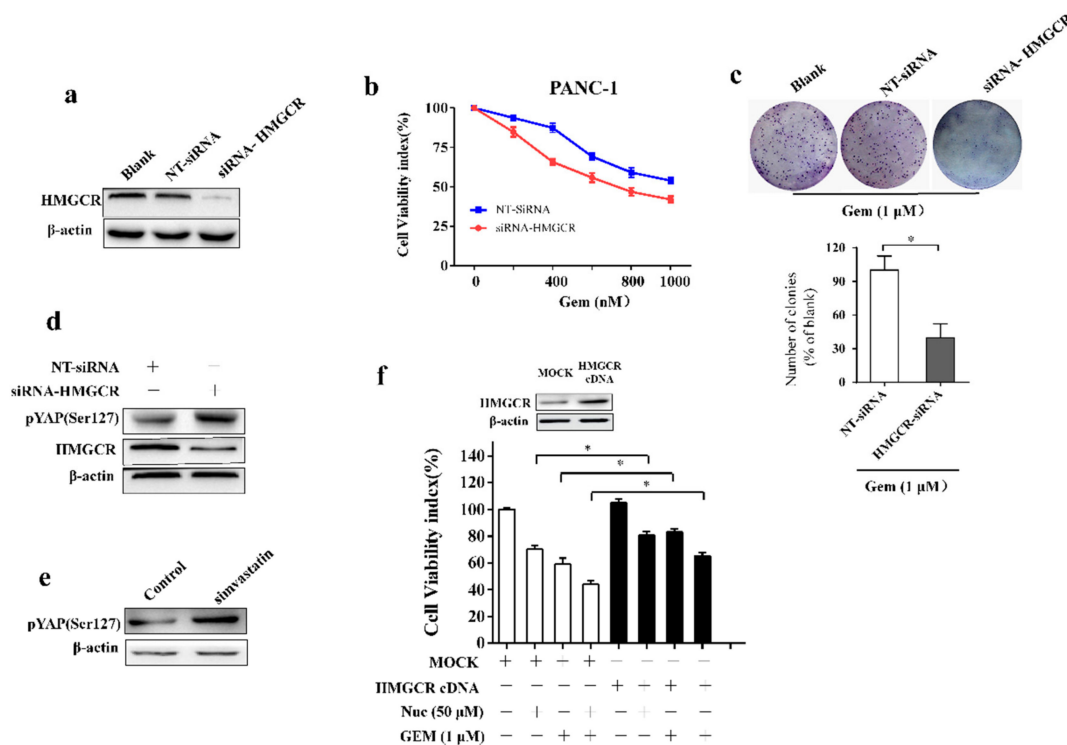 a
Blank
NT-siRNA
siRNA- HMGCR
HMGCR
β-actin
b
PANC-1
Cell Viability index(%)
100
75
50
25
0
NT-SiRNA
siRNA-HMGCR
0
400
800
1000
Gem (nM)
c
Blank
NT-siRNA
siRNA- HMGCR
Gem (1 μM)
Number of clonies
(% of blank)
120
90
60
30
0
*
NT-siRNA
HMGCR-siRNA
Gem (1 μM)
d
NT-siRNA + −
siRNA-HMGCR − +
pYAP(Ser127)
HMGCR
β-actin
e
Control
simvastatin
pYAP(Ser127)
β-actin
f
MOCK
HMGCR
cDNA
HMGCR
β-actin
Cell Viability index(%)
140
120
100
80
60
40
20
0
*
*
*
MOCK + + + + − − − −
HMGCR cDNA − − − − + + + +
Nuc (50 μM) − + − + − + − +
GEM (1 μM) − − + + − − + +